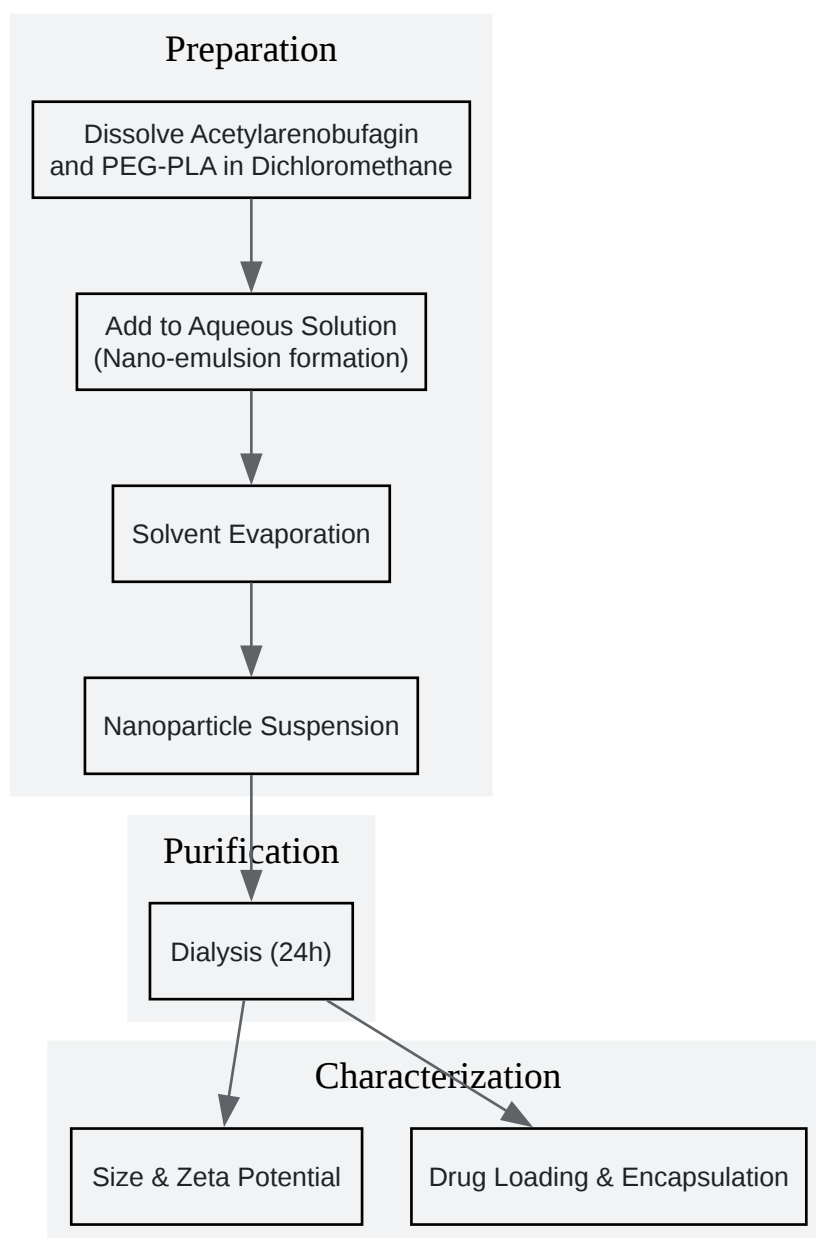 Preparation
Dissolve Acetylarenobufagin
and PEG-PLA in Dichloromethane
Add to Aqueous Solution
(Nano-emulsion formation)
Solvent Evaporation
Nanoparticle Suspension
Purification
Dialysis (24h)
Characterization
Size & Zeta Potential
Drug Loading & Encapsulation